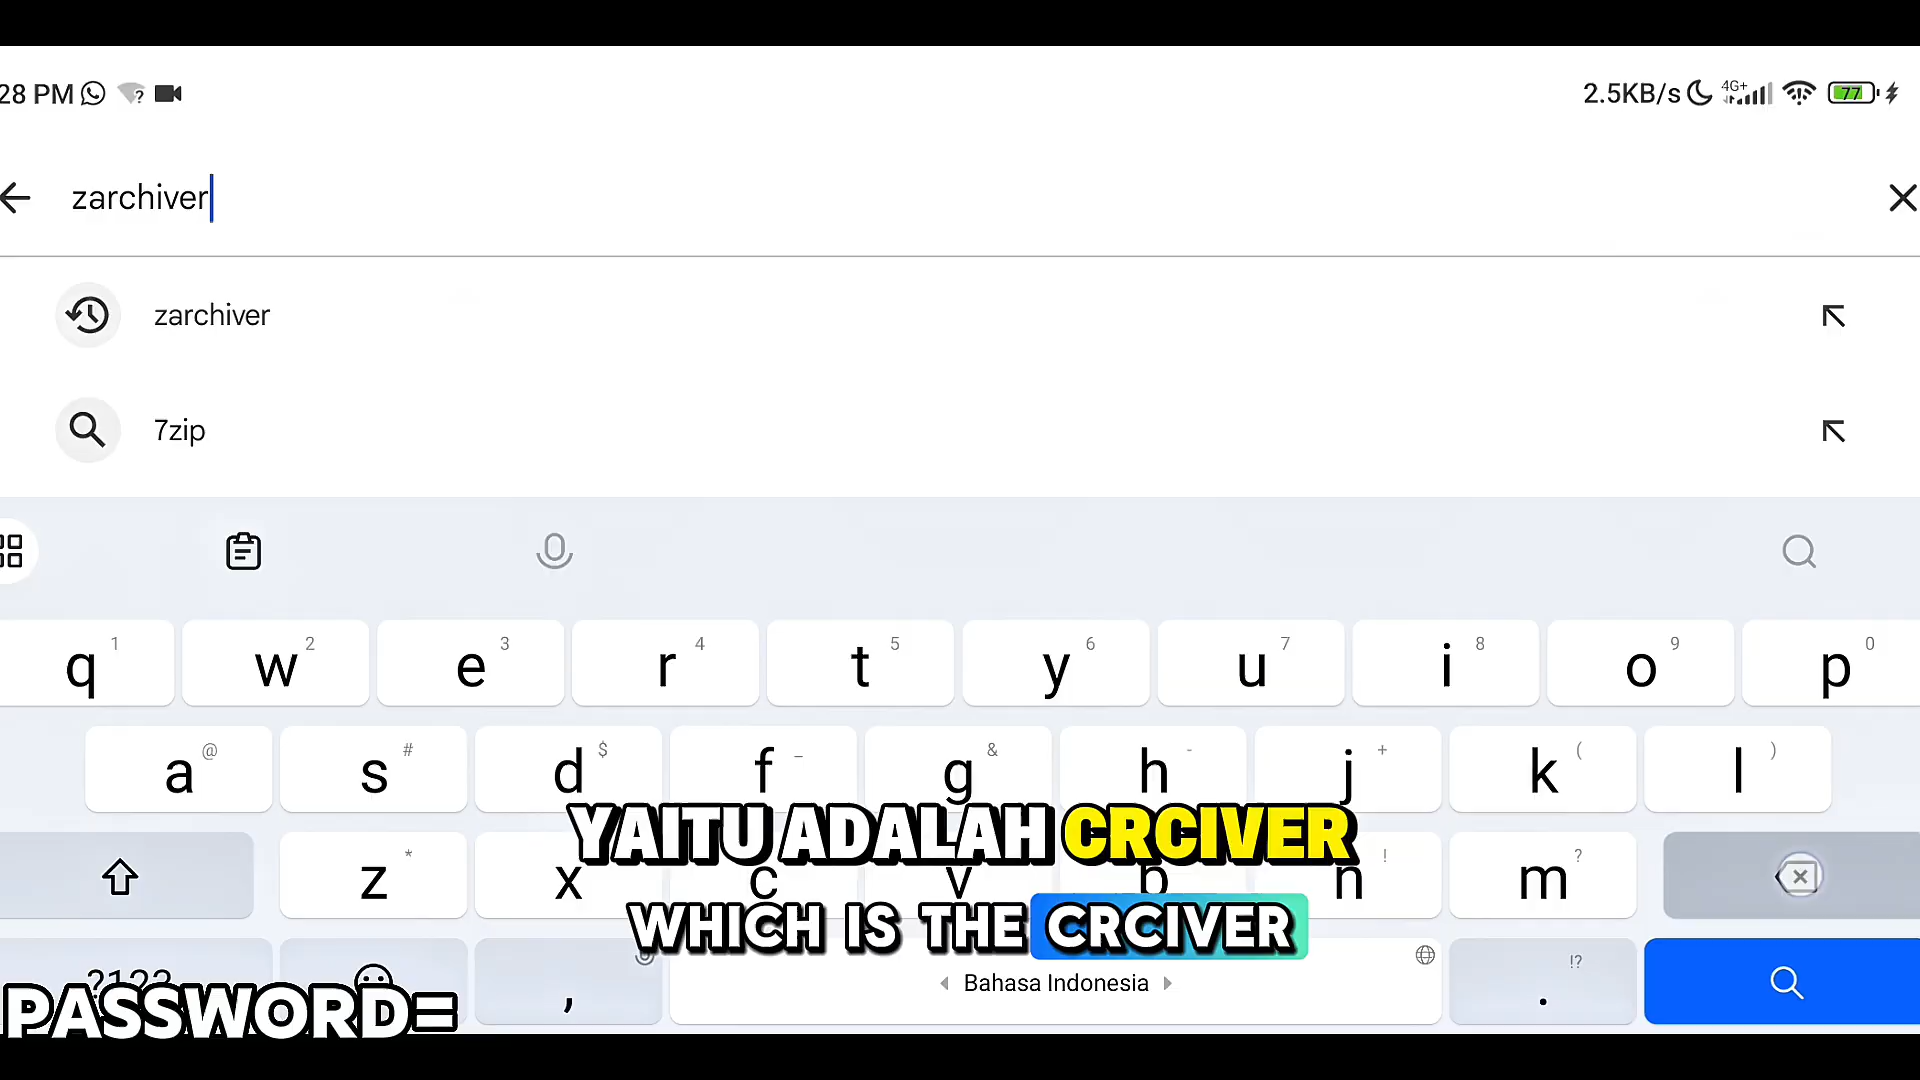 28 PM ? 2.5KB/s 4G+ 77
zarchiver
zarchiver
7zip
q 1 w 2 e 3 r 4 t 5 y 6 u 7 i 8 o 9 p 0
a @ s # d $ f _ g & h - j + k ( l )
YAITU ADALAH CRCIVER
z * x c v b n ! m ?
WHICH IS THE CRCIVER
?123 , Bahasa Indonesia . !?
PASSWORD=